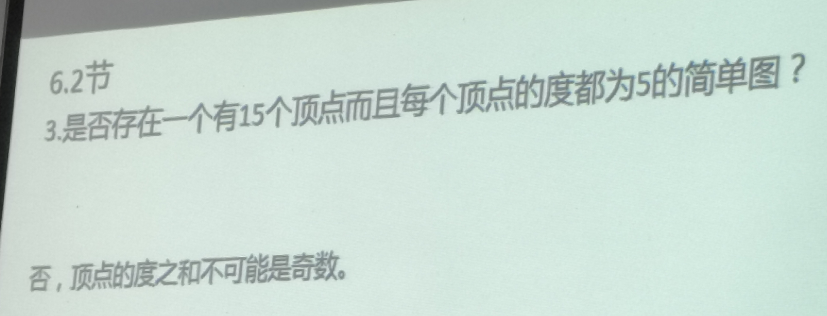 6.2节
3.是否存在一个有15个顶点而且每个顶点的度都为5的简单图？
否，顶点的度之和不可能是奇数。